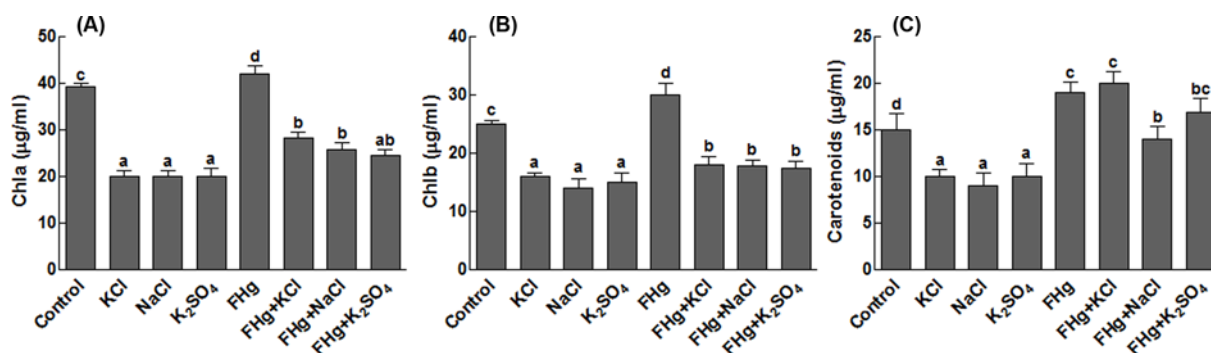 (A)
Chla (µg/ml)
50
40
30
20
10
0
c
a
a
a
d
b
b
ab
Control
KCl
NaCl
K₂SO₄
FHg
FHg+KCl
FHg+NaCl
FHg+K₂SO₄
(B)
Chlb (µg/ml)
40
30
20
10
0
c
a
a
a
d
b
b
b
Control
KCl
NaCl
K₂SO₄
FHg
FHg+KCl
FHg+NaCl
FHg+K₂SO₄
(C)
Carotenoids (µg/ml)
25
20
15
10
5
0
d
a
a
a
c
c
b
bc
Control
KCl
NaCl
K₂SO₄
FHg
FHg+KCl
FHg+NaCl
FHg+K₂SO₄